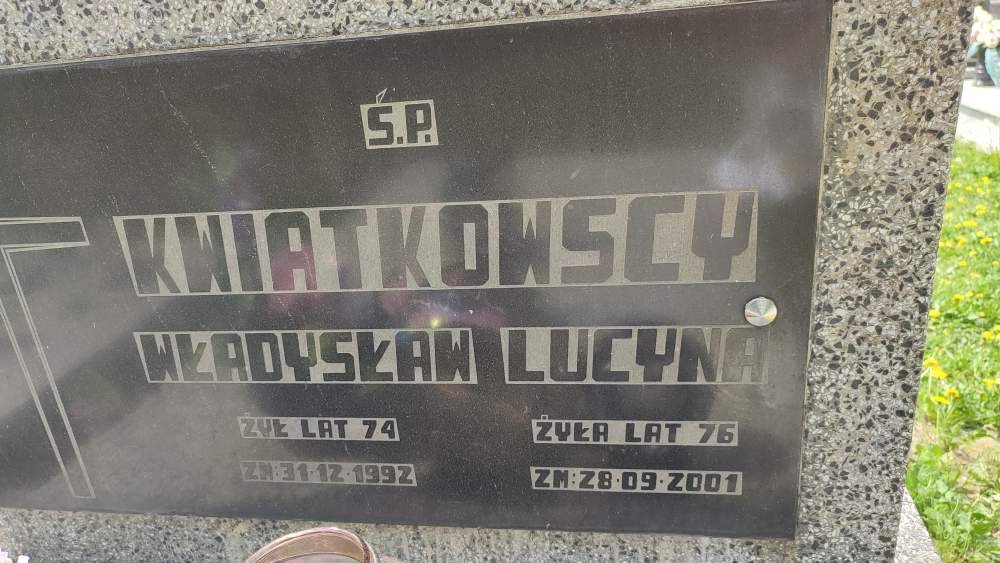 Ś.P.
KWIATKOWSCY
WŁADYSŁAW LUCYNA
ŻYŁ LAT 74 ŻYŁA LAT 76
ZM:31·12·1992 ZM:28·09·2001